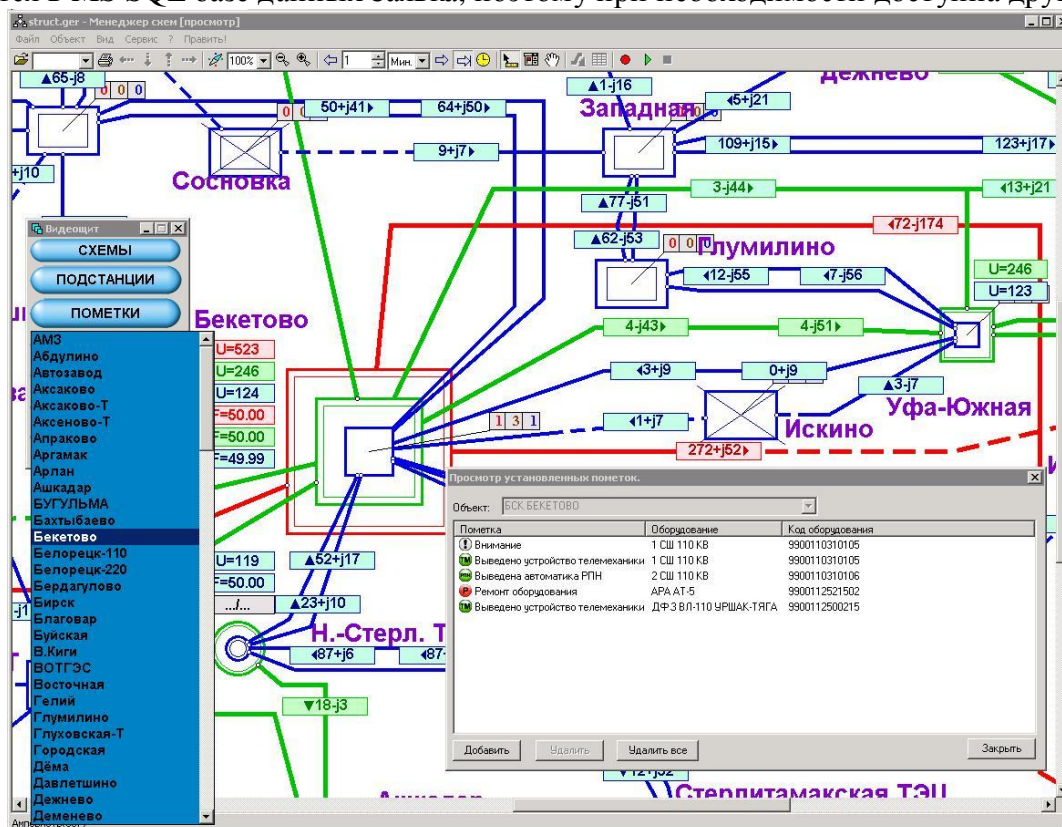 struct.ger - Менеджер схем [просмотр]
Файл Объект Вид Сервис ? Править!
100% 1 Мин.
▲65-j8
0 0 0
50+j41▶ 64+j50▶
▲1-j16
Дежнево
Западная
◀5+j21
+j10
9+j7▶
109+j15▶ 123+j17▶
Сосновка
3-j44▶ ◀13+j21
▲77-j51
◀72-j174
▲62-j53 0 0 0
Глумилино
◀12-j55 ◀7-j56
U=246
U=123
4-j43▶ 4-j51▶
◀3+j9 0+j9
▲3-j7
Уфа-Южная
1 3 1
◀1+j7
Искино
272+j52▶
Видеощит
СХЕМЫ
ПОДСТАНЦИИ
ПОМЕТКИ
Бекетово
U=523
U=246
U=124
F=50.00
F=50.00
F=49.99
U=119
F=50.00
.../...
▲52+j17
▲23+j10
-j1
Н.-Стерл. Т
◀87+j6 ◀87-
▼18-j3
АМЗ
Абдулино
Автозавод
Аксаково
Аксаково-Т
Аксеново-Т
Апраково
Аргамак
Арлан
Ашкадар
БУГУЛЬМА
Бахтыбаево
Бекетово
Белорецк-110
Белорецк-220
Бердагулово
Бирск
Благовар
Буйская
В.Киги
ВОТГЭС
Восточная
Гелий
Глумилино
Глуховская-Т
Городская
Дёма
Давлетшино
Дежнево
Деменево
Просмотр установленных пометок.
Объект: БСК БЕКЕТОВО
Пометка Оборудование Код оборудования
Внимание 1 СШ 110 КВ 9900110310105
Выведено устройство телемеханики 1 СШ 110 КВ 9900110310105
Выведена автоматика РПН 2 СШ 110 КВ 9900110310106
Ремонт оборудования АРА АТ-5 9900112521502
Выведено устройство телемеханики ДФЗ ВЛ-110 УРШАК-ТЯГА 9900112500215
Добавить Удалить Удалить все Закрыть
▼12+j52
Стерлитамакская ТЭЦ